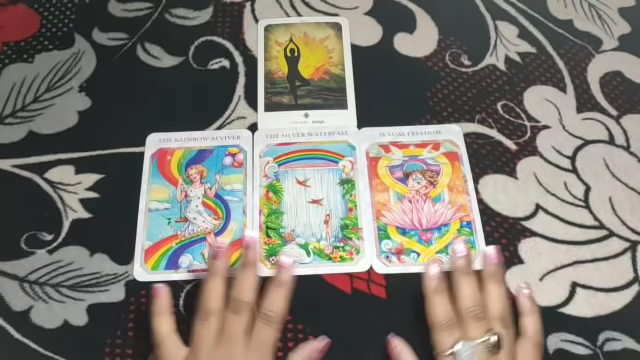 THE RAINBOW REVIVER
THE SILVER WATERFALL
SEXUAL FREEDOM